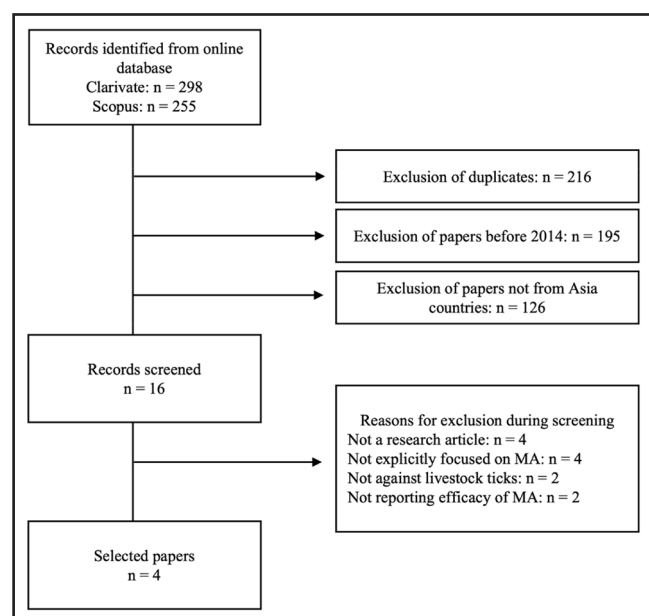 Records identified from online
database
Clarivate: n = 298
Scopus: n = 255
Exclusion of duplicates: n = 216
Exclusion of papers before 2014: n = 195
Exclusion of papers not from Asia
countries: n = 126
Records screened
n = 16
Reasons for exclusion during screening
Not a research article: n = 4
Not explicitly focused on MA: n = 4
Not against livestock ticks: n = 2
Not reporting efficacy of MA: n = 2
Selected papers
n = 4